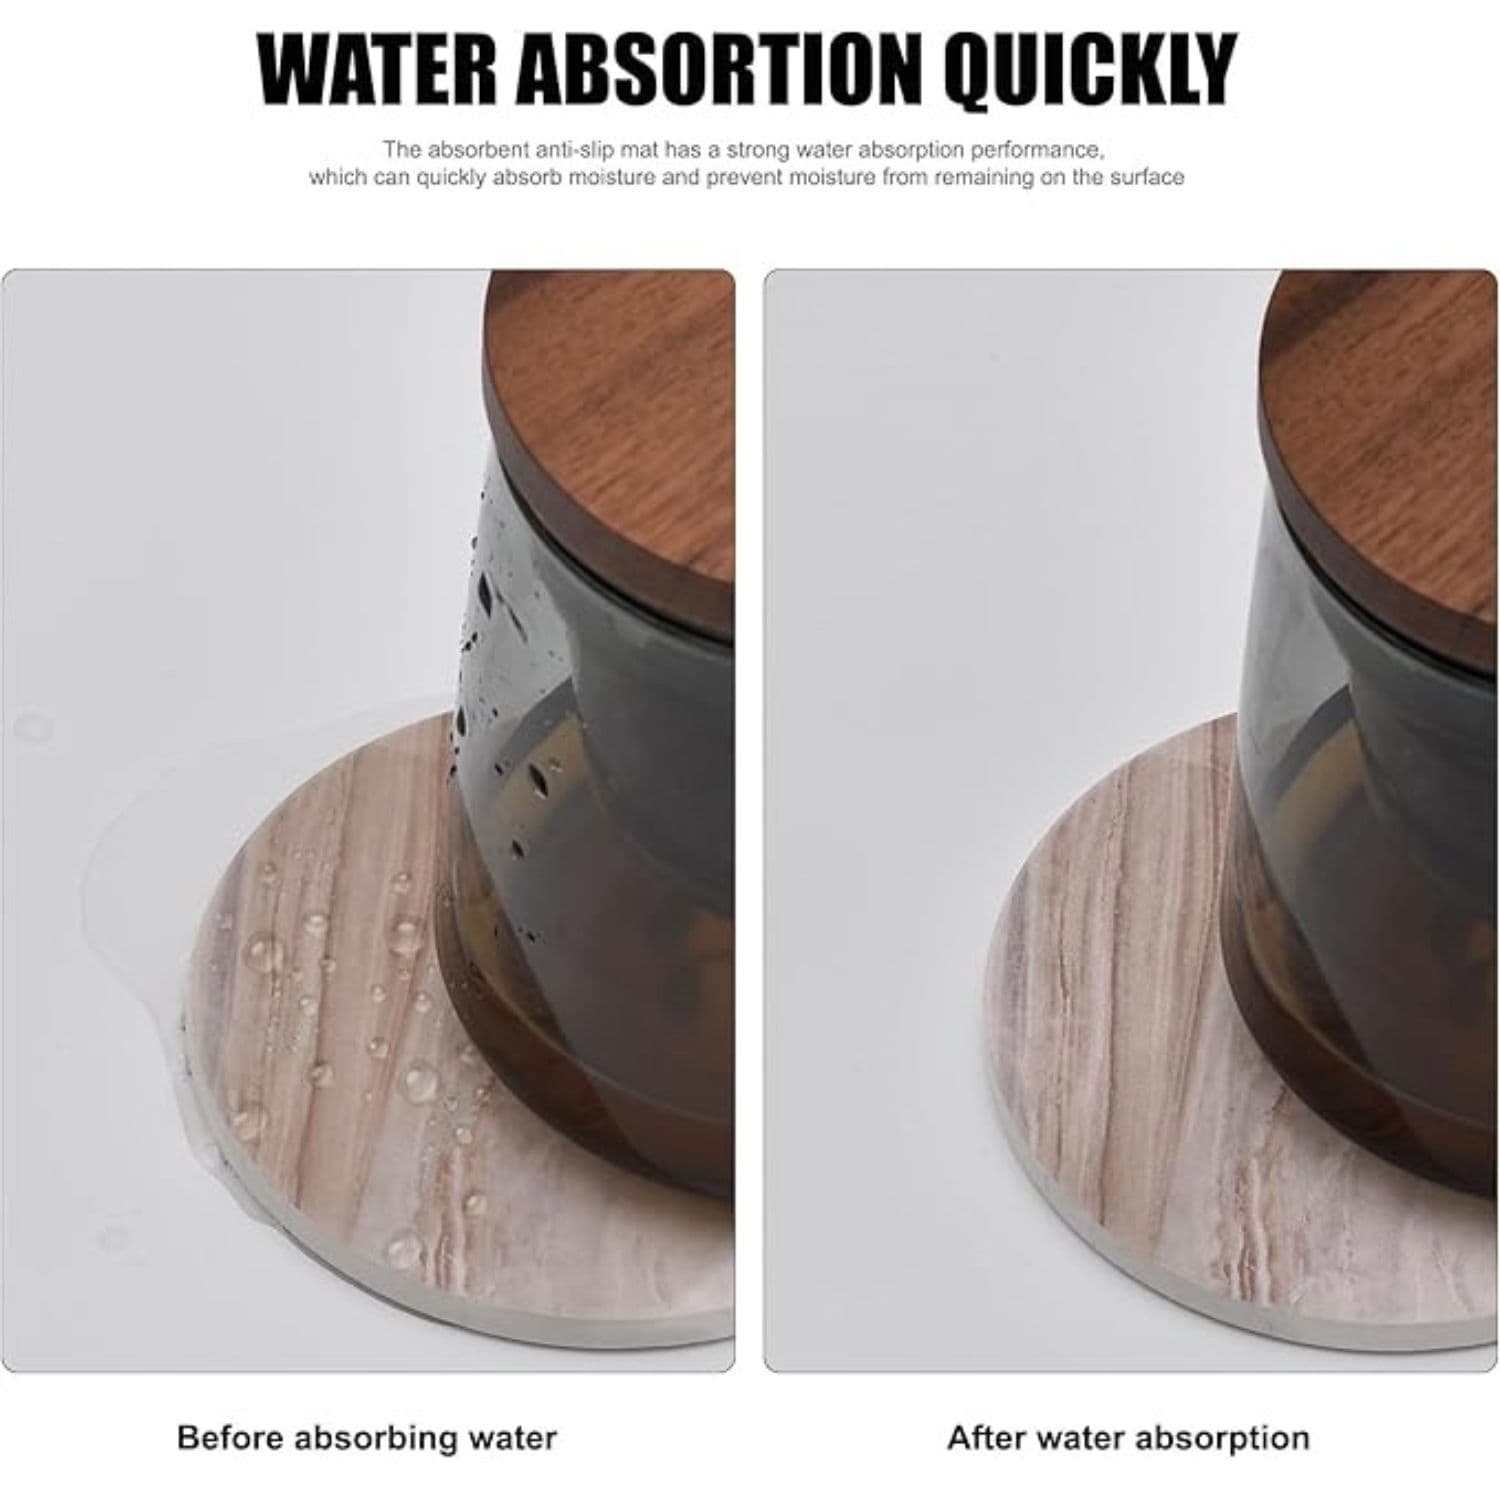 WATER ABSORTION QUICKLY
The absorbent anti-slip mat has a strong water absorption performance,
which can quickly absorb moisture and prevent moisture from remaining on the surface
Before absorbing water
After water absorption